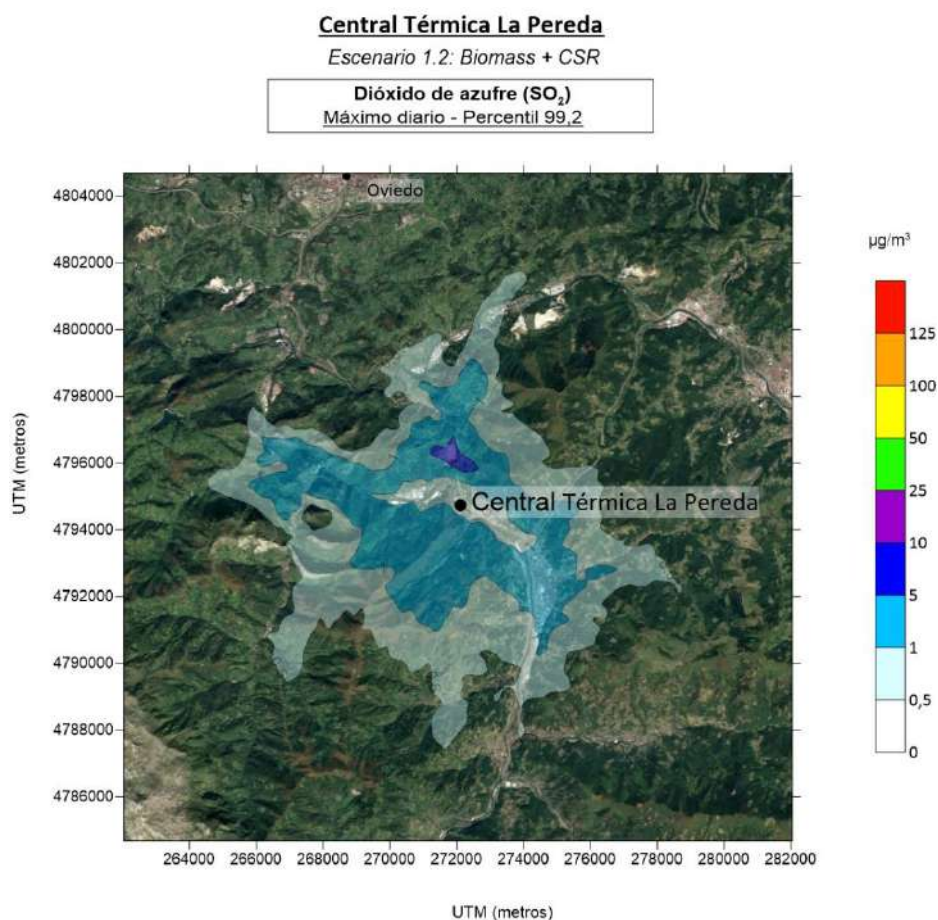 Central Térmica La Pereda
Escenario 1.2: Biomass + CSR
Dióxido de azufre (SO₂)
Máximo diario - Percentil 99,2
4804000
4802000
4800000
4798000
4796000
4794000
4792000
4790000
4788000
4786000
UTM (metros)
Oviedo
Central Térmica La Pereda
264000 266000 268000 270000 272000 274000 276000 278000 280000 282000
UTM (metros)
µg/m³
125
100
50
25
10
5
1
0,5
0